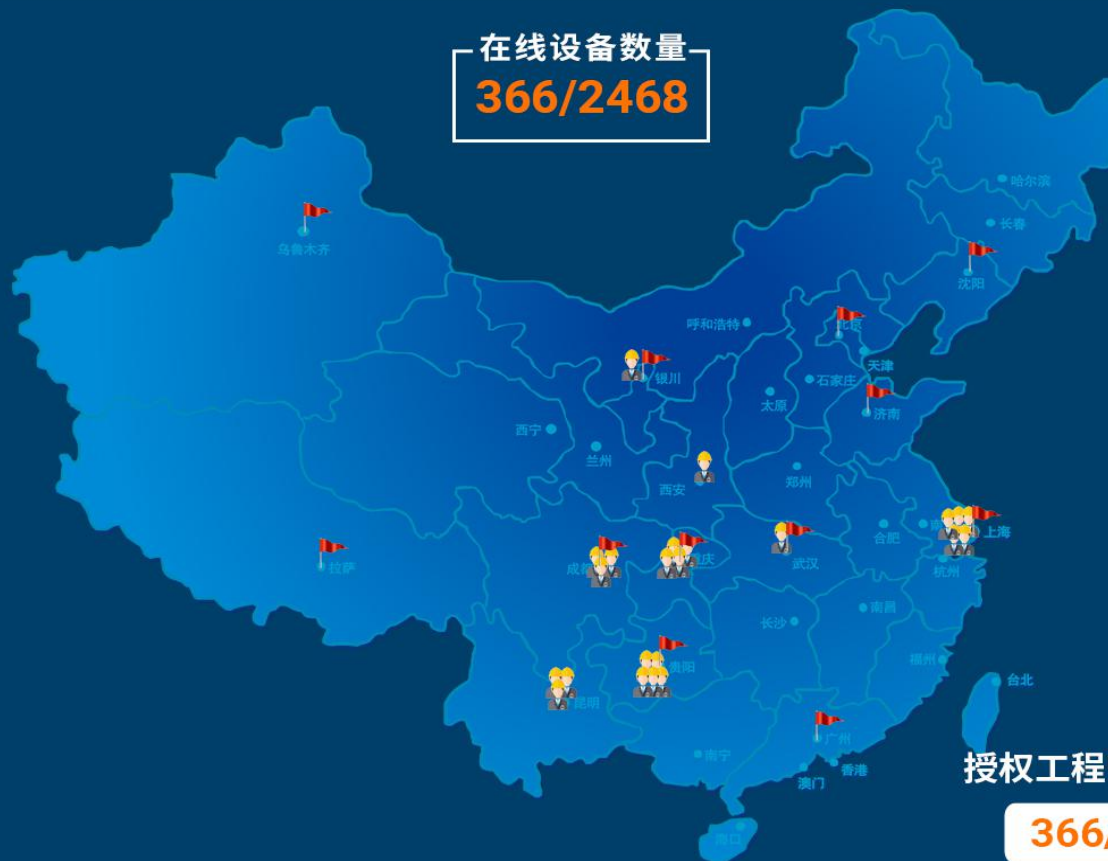 在线设备数量
366/2468
哈尔滨
长春
乌鲁木齐
沈阳
呼和浩特
北京
天津
银川
石家庄
太原
济南
西宁
兰州
西安
郑州
上海
合肥
武汉
成都
拉萨
杭州
南昌
长沙
贵阳
福州
台北
昆明
广州
南宁
香港
澳门
授权工程
366/
海口